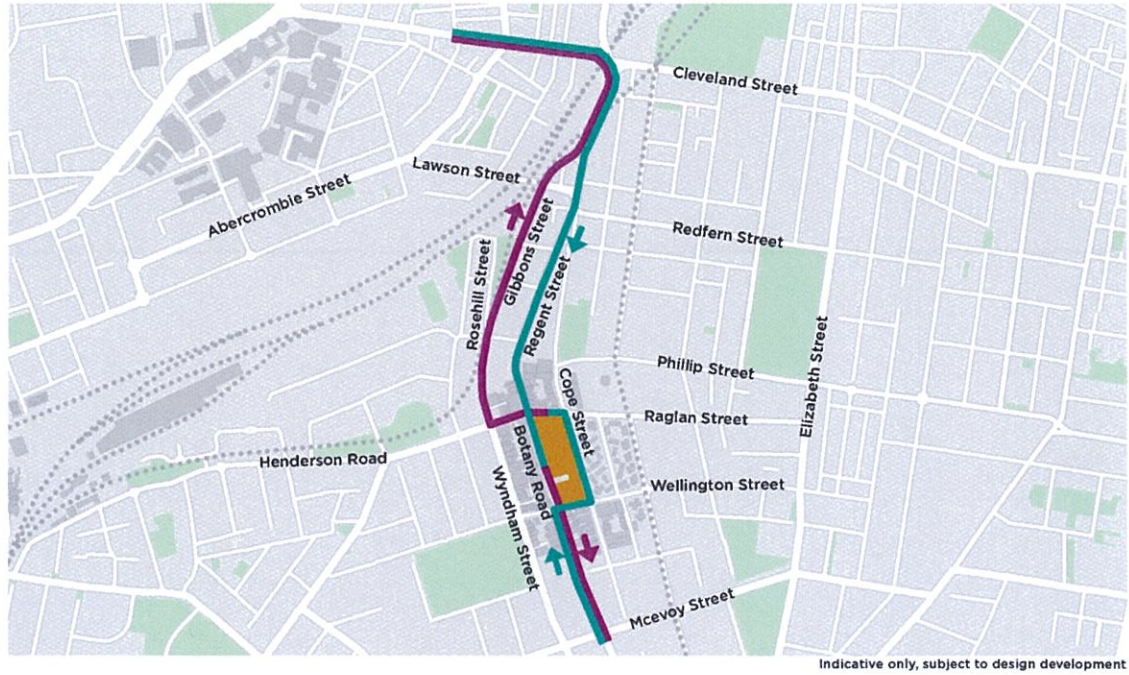 Cleveland Street
Lawson Street
Abercrombie Street
Redfern Street
Gibbons Street
Rosehill Street
Regent Street
Elizabeth Street
Phillip Street
Cope Street
Raglan Street
Botany Road
Henderson Road
Wyndham Street
Wellington Street
Mcevoy Street
Indicative only, subject to design development